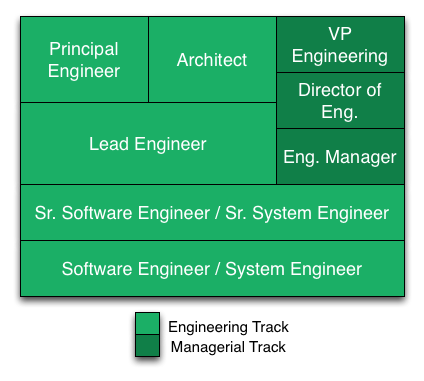 Principal
Engineer
Architect
VP
Engineering
Director of
Eng.
Lead Engineer
Eng. Manager
Sr. Software Engineer / Sr. System Engineer
Software Engineer / System Engineer
Engineering Track
Managerial Track